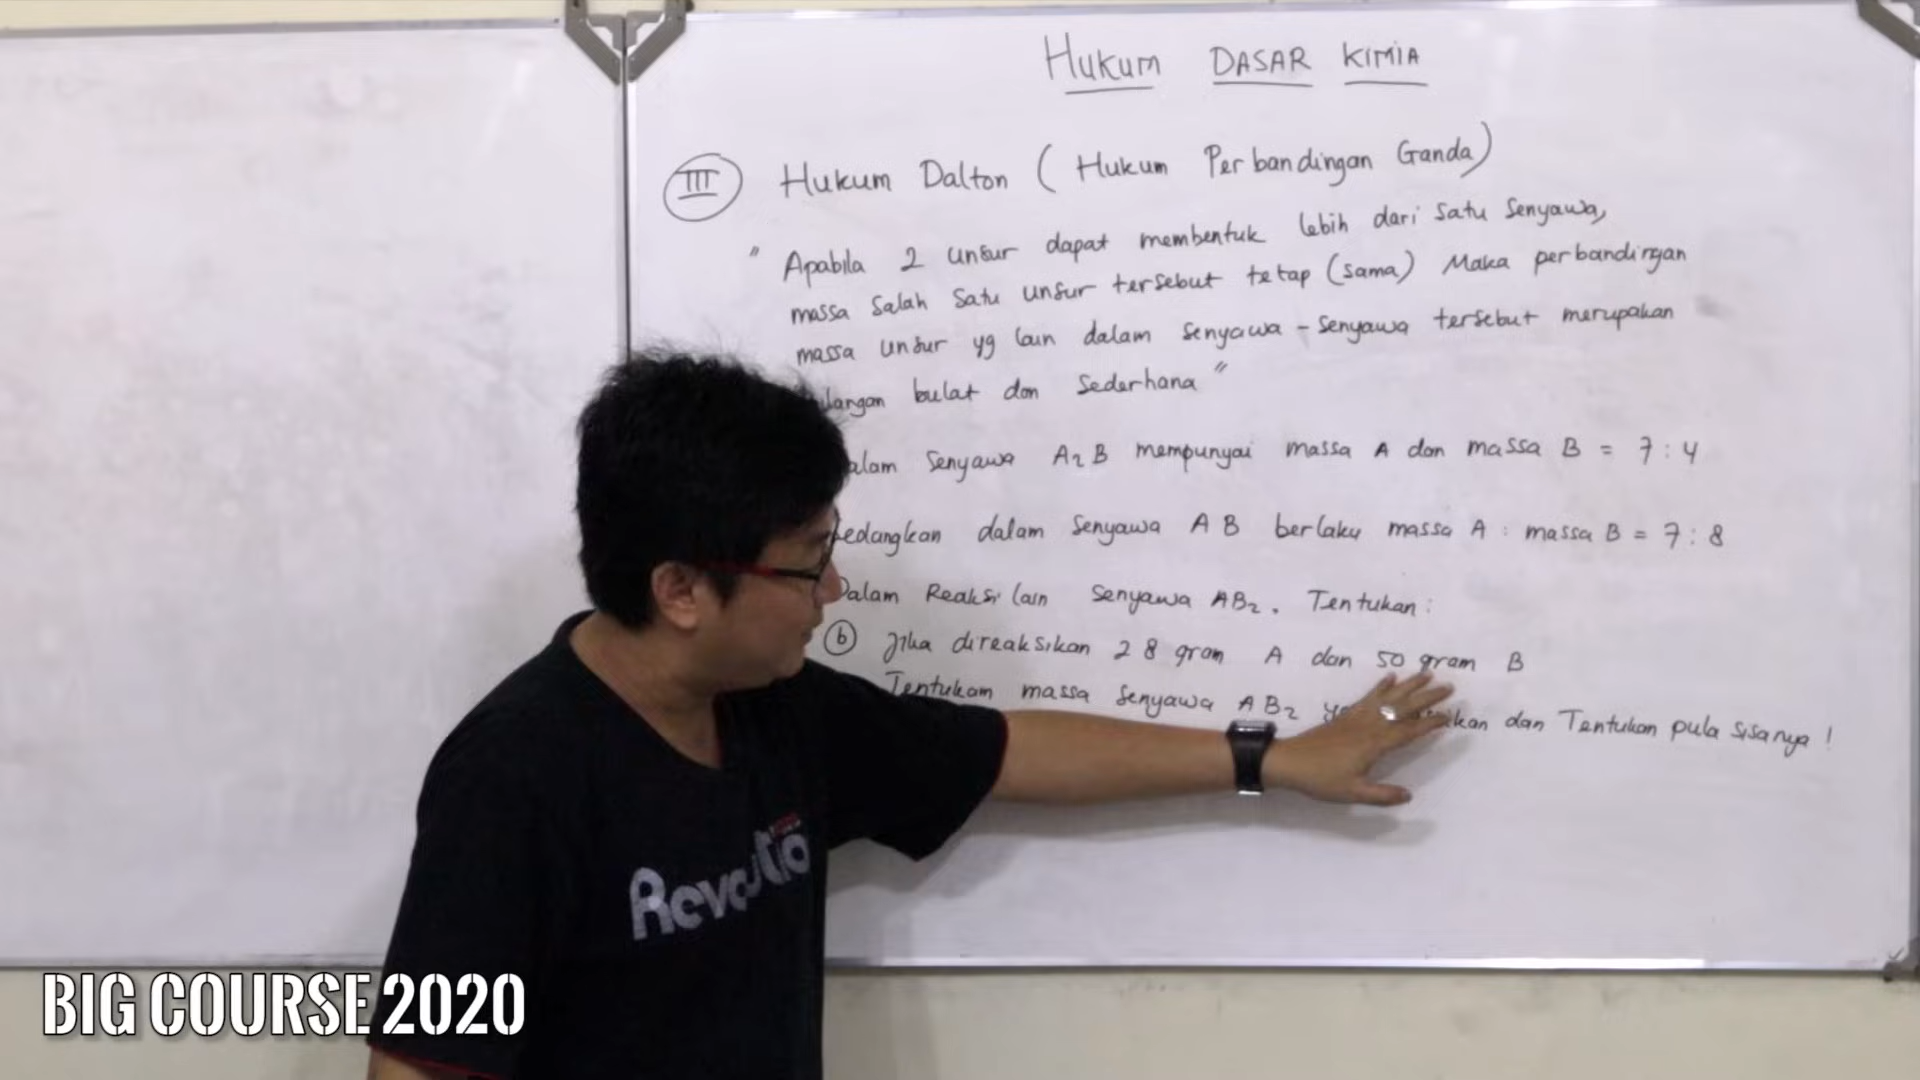 HUKUM DASAR KIMIA
III Hukum Dalton ( Hukum Perbandingan Ganda)
" Apabila 2 unsur dapat membentuk lebih dari satu Senyawa,
massa Salah Satu unsur tersebut tetap (sama) Maka perbandingan
massa unsur yg lain dalam senyawa - Senyawa tersebut merupakan
bulat dan Sederhana "
Senyawa A₂B mempunyai massa A dan massa B = 7 : 4
dalam Senyawa AB berlaku massa A : massa B = 7 : 8
Dalam Reaksi lain Senyawa AB₂. Tentukan :
b Jika direaksikan 28 gram A dan 50 gram B
Tentukan massa Senyawa AB₂ dan Tentukan pula sisanya !
Revolutio
BIG COURSE 2020